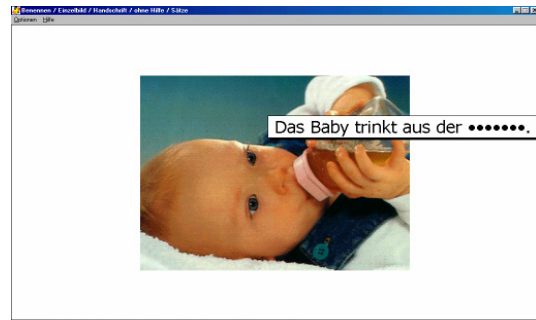 Benennen / Einzelbild / Handschrift / ohne Hilfe / Sätze
Optionen Hilfe
Das Baby trinkt aus der •••••••.